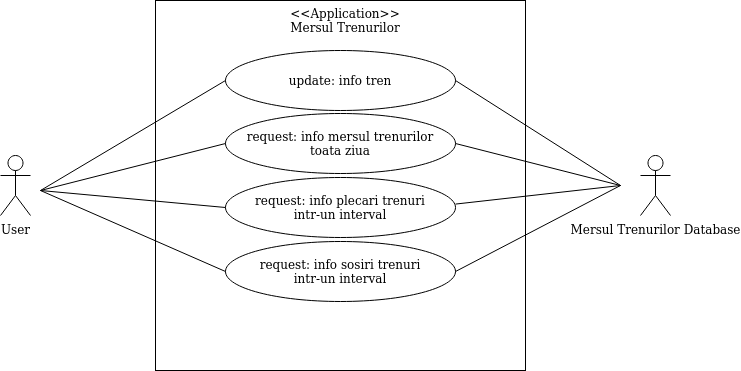 <<Application>>
Mersul Trenurilor
update: info tren
request: info mersul trenurilor
toata ziua
request: info plecari trenuri
intr-un interval
request: info sosiri trenuri
intr-un interval
User
Mersul Trenurilor Database